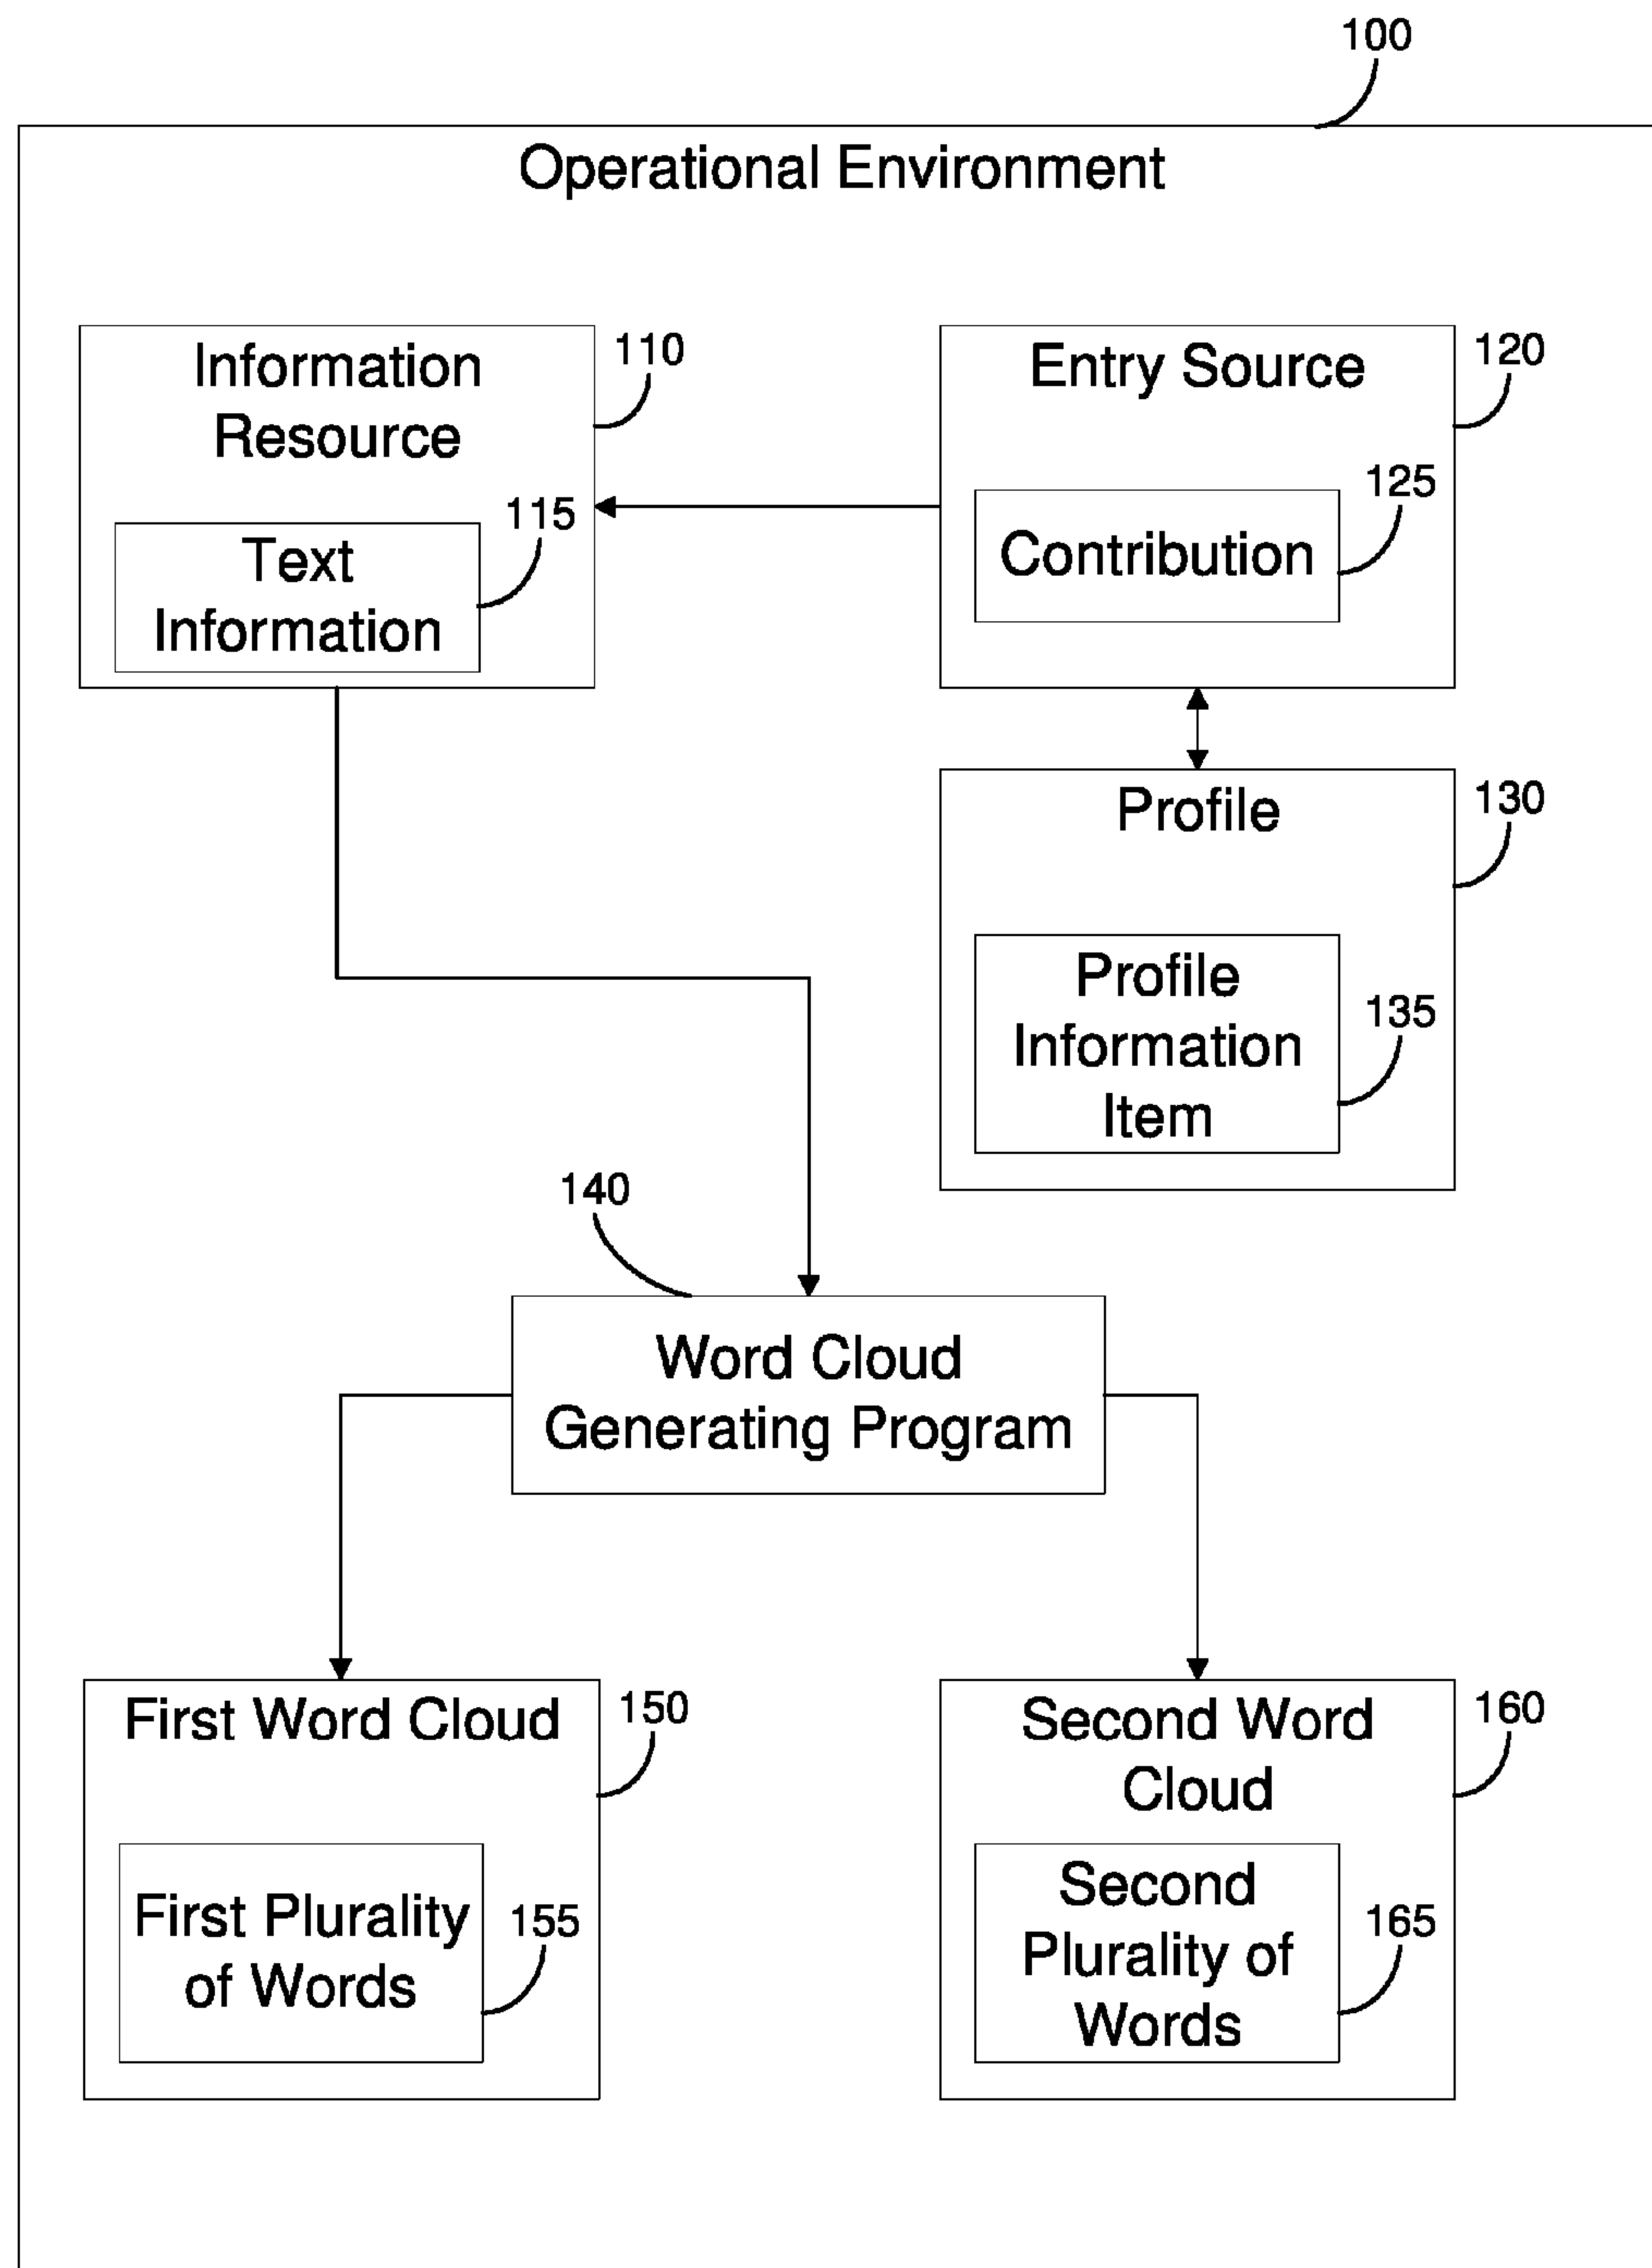 100
Operational Environment
Information
Resource
110
Text
Information
115
Entry Source
120
Contribution
125
Profile
130
Profile
Information
Item
135
140
Word Cloud
Generating Program
First Word Cloud
150
First Plurality
of Words
155
Second Word
Cloud
160
Second
Plurality of
Words
165